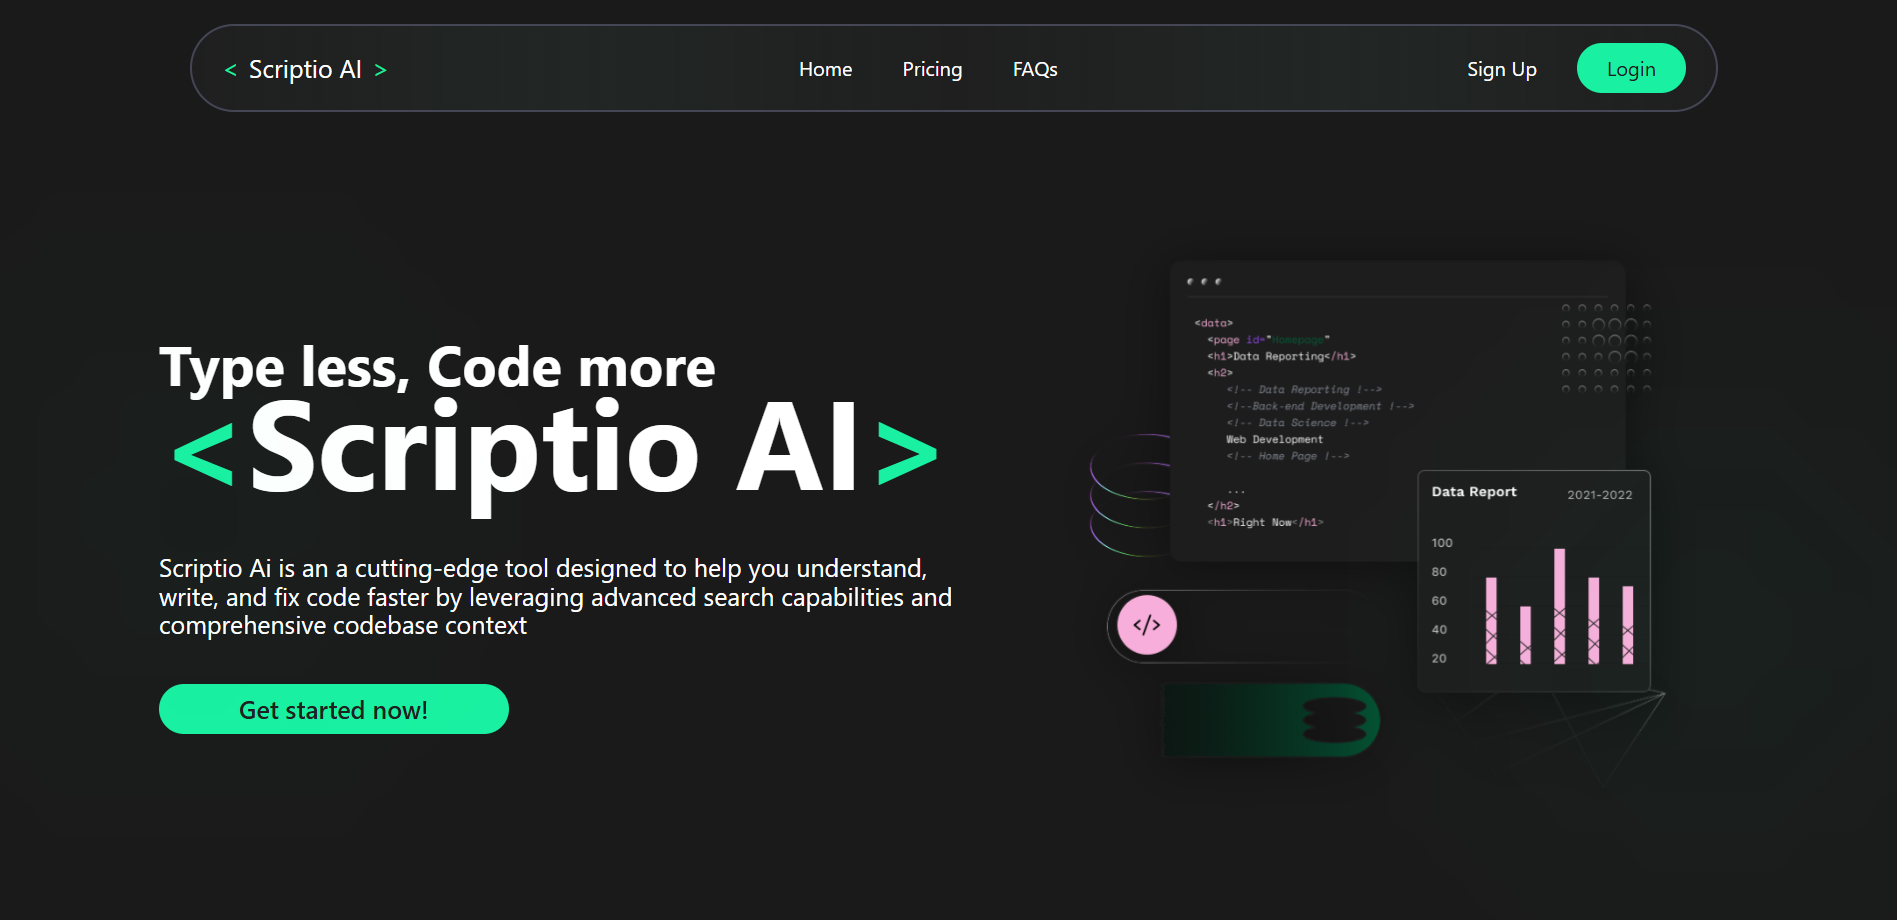 < Scriptio AI >
Home
Pricing
FAQs
Sign Up
Login
Type less, Code more
<Scriptio AI>
Scriptio Ai is an a cutting-edge tool designed to help you understand,
write, and fix code faster by leveraging advanced search capabilities and
comprehensive codebase context
Get started now!
<data>
<page id="Homepage"
<h1>Data Reporting</h1>
<h2>
<!-- Data Reporting !-->
<!--Back-end Development !-->
<!-- Data Science !-->
Web Development
<!-- Home Page !-->
...
</h2>
<h1>Right Now</h1>
Data Report
2021-2022
100
80
60
40
20
</>